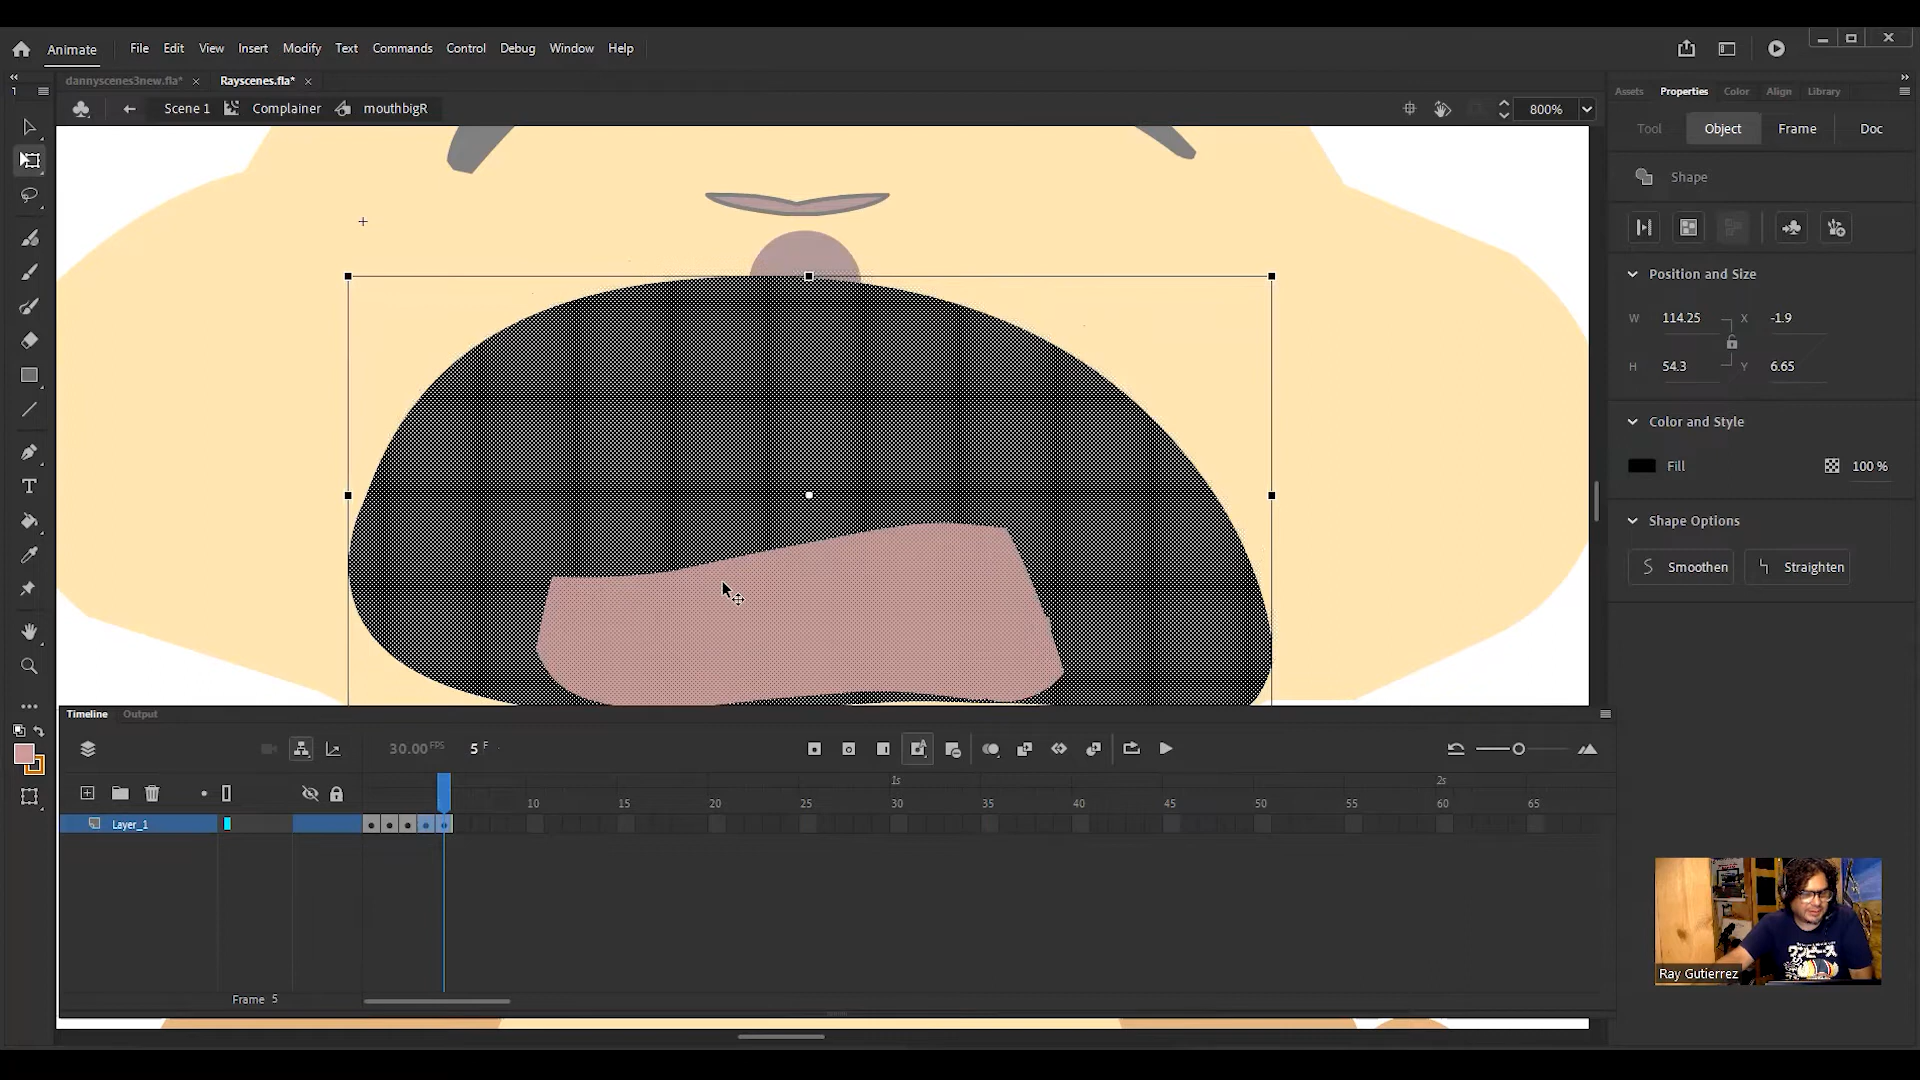 Animate File Edit View Insert Modify Text Commands Control Debug Window Help
dannyscenes3new.fla* × Rayscenes.fla* ×
Assets Properties Color Align Library
1
Scene 1 Complainer mouthbigR 800%
Tool Object Frame Doc
Shape
Position and Size
W 114.25 X -1.9
H 54.3 Y 6.65
Color and Style
Fill 100 %
Shape Options
Smoothen Straighten
Timeline Output
30.00 FPS 5 F
1s 2s
10 15 20 25 30 35 40 45 50 55 60 65
Layer_1
Frame 5
Ray Gutierrez